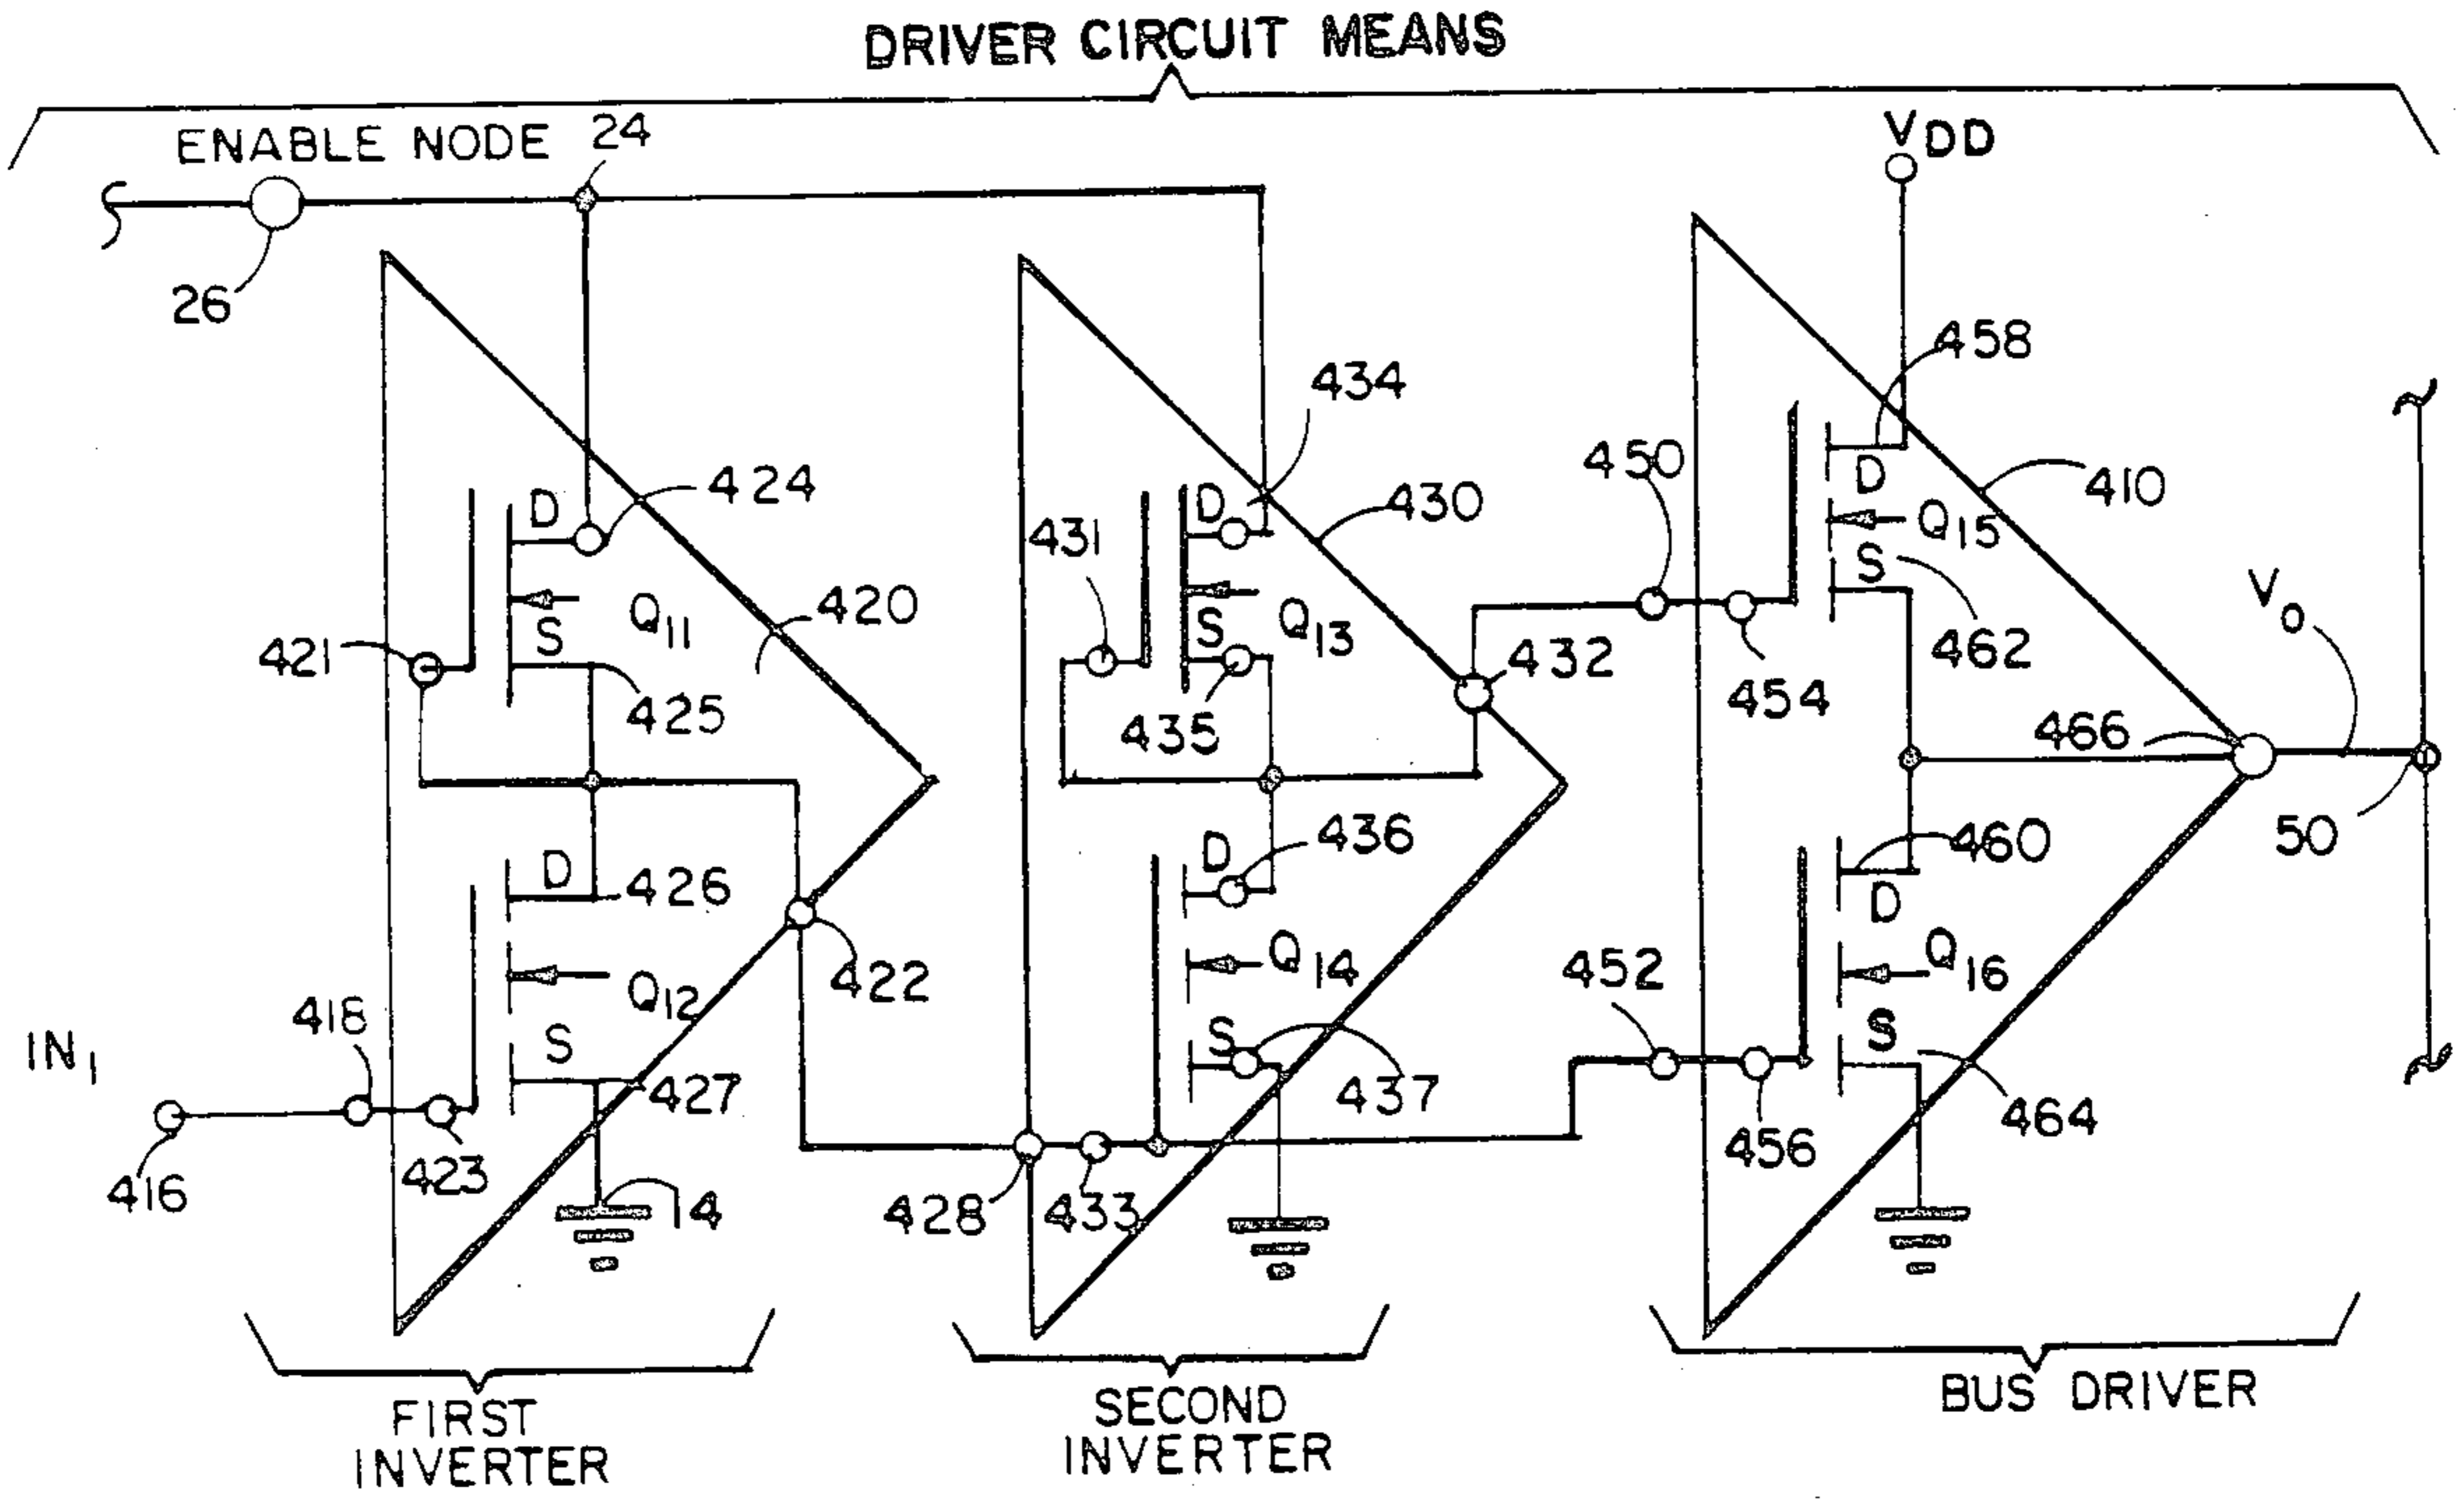 DRIVER CIRCUIT MEANS
ENABLE NODE 24
VDD
26
458
434
424
450
410
430
431
D
D
D
Q15
S
Q11
420
Q13
S
S
421
462
432
VO
425
454
435
466
436
50
460
D
D
426
D
Q14
Q16
452
422
Q12
418
IN1
S
S
S
427
437
464
423
456
416
14
428
433
FIRST
INVERTER
SECOND
INVERTER
BUS DRIVER